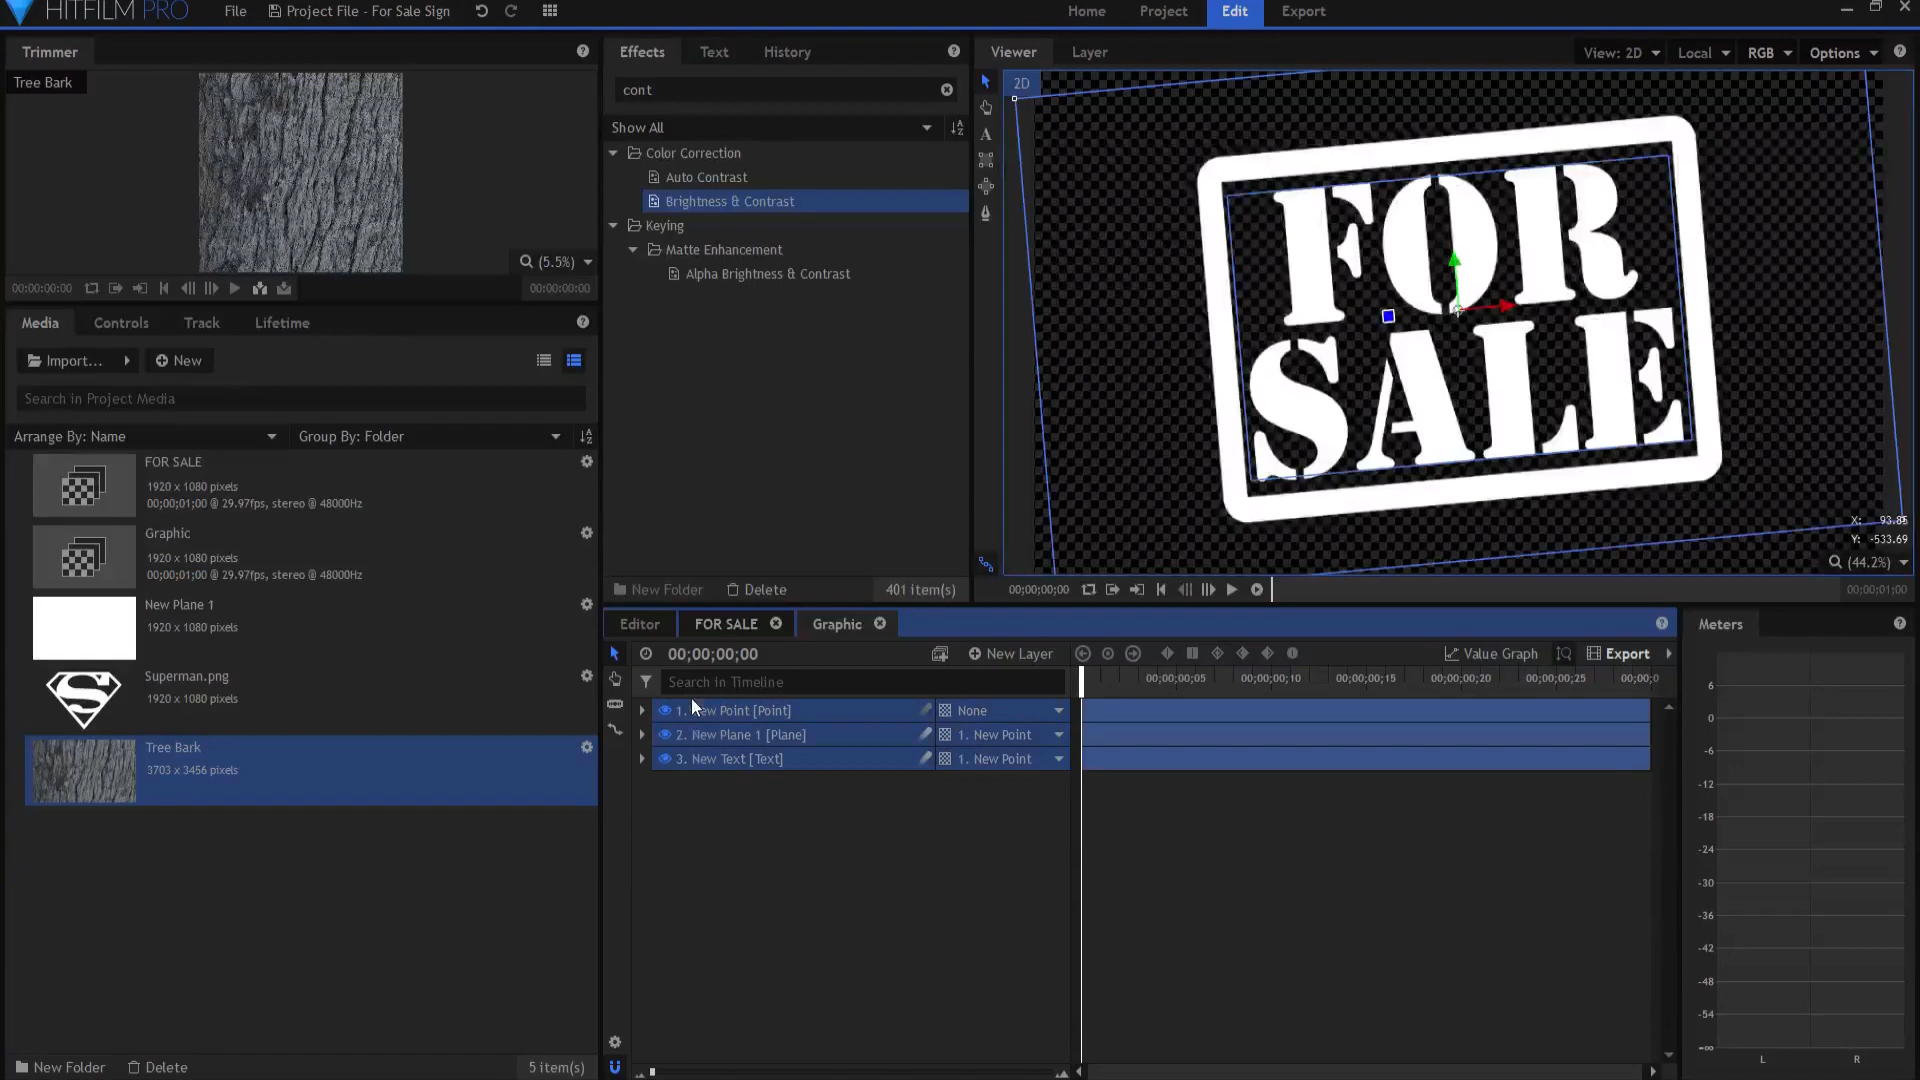 HITFILM PRO
File
Project File - For Sale Sign
Home
Project
Edit
Export
Trimmer
Tree Bark
(5.5%)
00:00:00:00
00:00:00:00
Effects
Text
History
cont
Show All
Color Correction
Auto Contrast
Brightness & Contrast
Keying
Matte Enhancement
Alpha Brightness & Contrast
New Folder
Delete
401 item(s)
Viewer
Layer
View: 2D
Local
RGB
Options
2D
FOR
SALE
X: 93.85
Y: -533.69
(44.2%)
00;00;00;00
00;00;01;00
Media
Controls
Track
Lifetime
Import...
New
Search in Project Media
Arrange By: Name
Group By: Folder
FOR SALE
1920 x 1080 pixels
00;00;01;00 @ 29.97fps, stereo @ 48000Hz
Graphic
1920 x 1080 pixels
00;00;01;00 @ 29.97fps, stereo @ 48000Hz
New Plane 1
1920 x 1080 pixels
Superman.png
1920 x 1080 pixels
Tree Bark
3703 x 3456 pixels
New Folder
Delete
5 item(s)
Editor
FOR SALE
Graphic
00;00;00;00
New Layer
Value Graph
Export
Search in Timeline
00;00;00;05
00;00;00;10
00;00;00;15
00;00;00;20
00;00;00;25
00;00;0
1. New Point [Point]
None
2. New Plane 1 [Plane]
1. New Point
3. New Text [Text]
1. New Point
Meters
6
0
-6
-12
-18
-24
-30
-36
-42
-48
-54
-∞
L
R